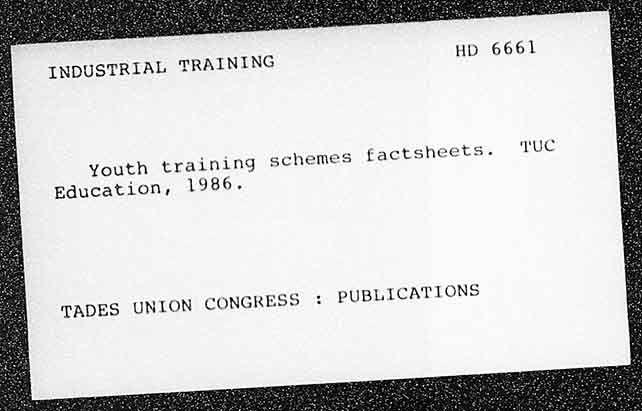 INDUSTRIAL TRAINING HD 6661
Youth training schemes factsheets. TUC
Education, 1986.
TADES UNION CONGRESS : PUBLICATIONS